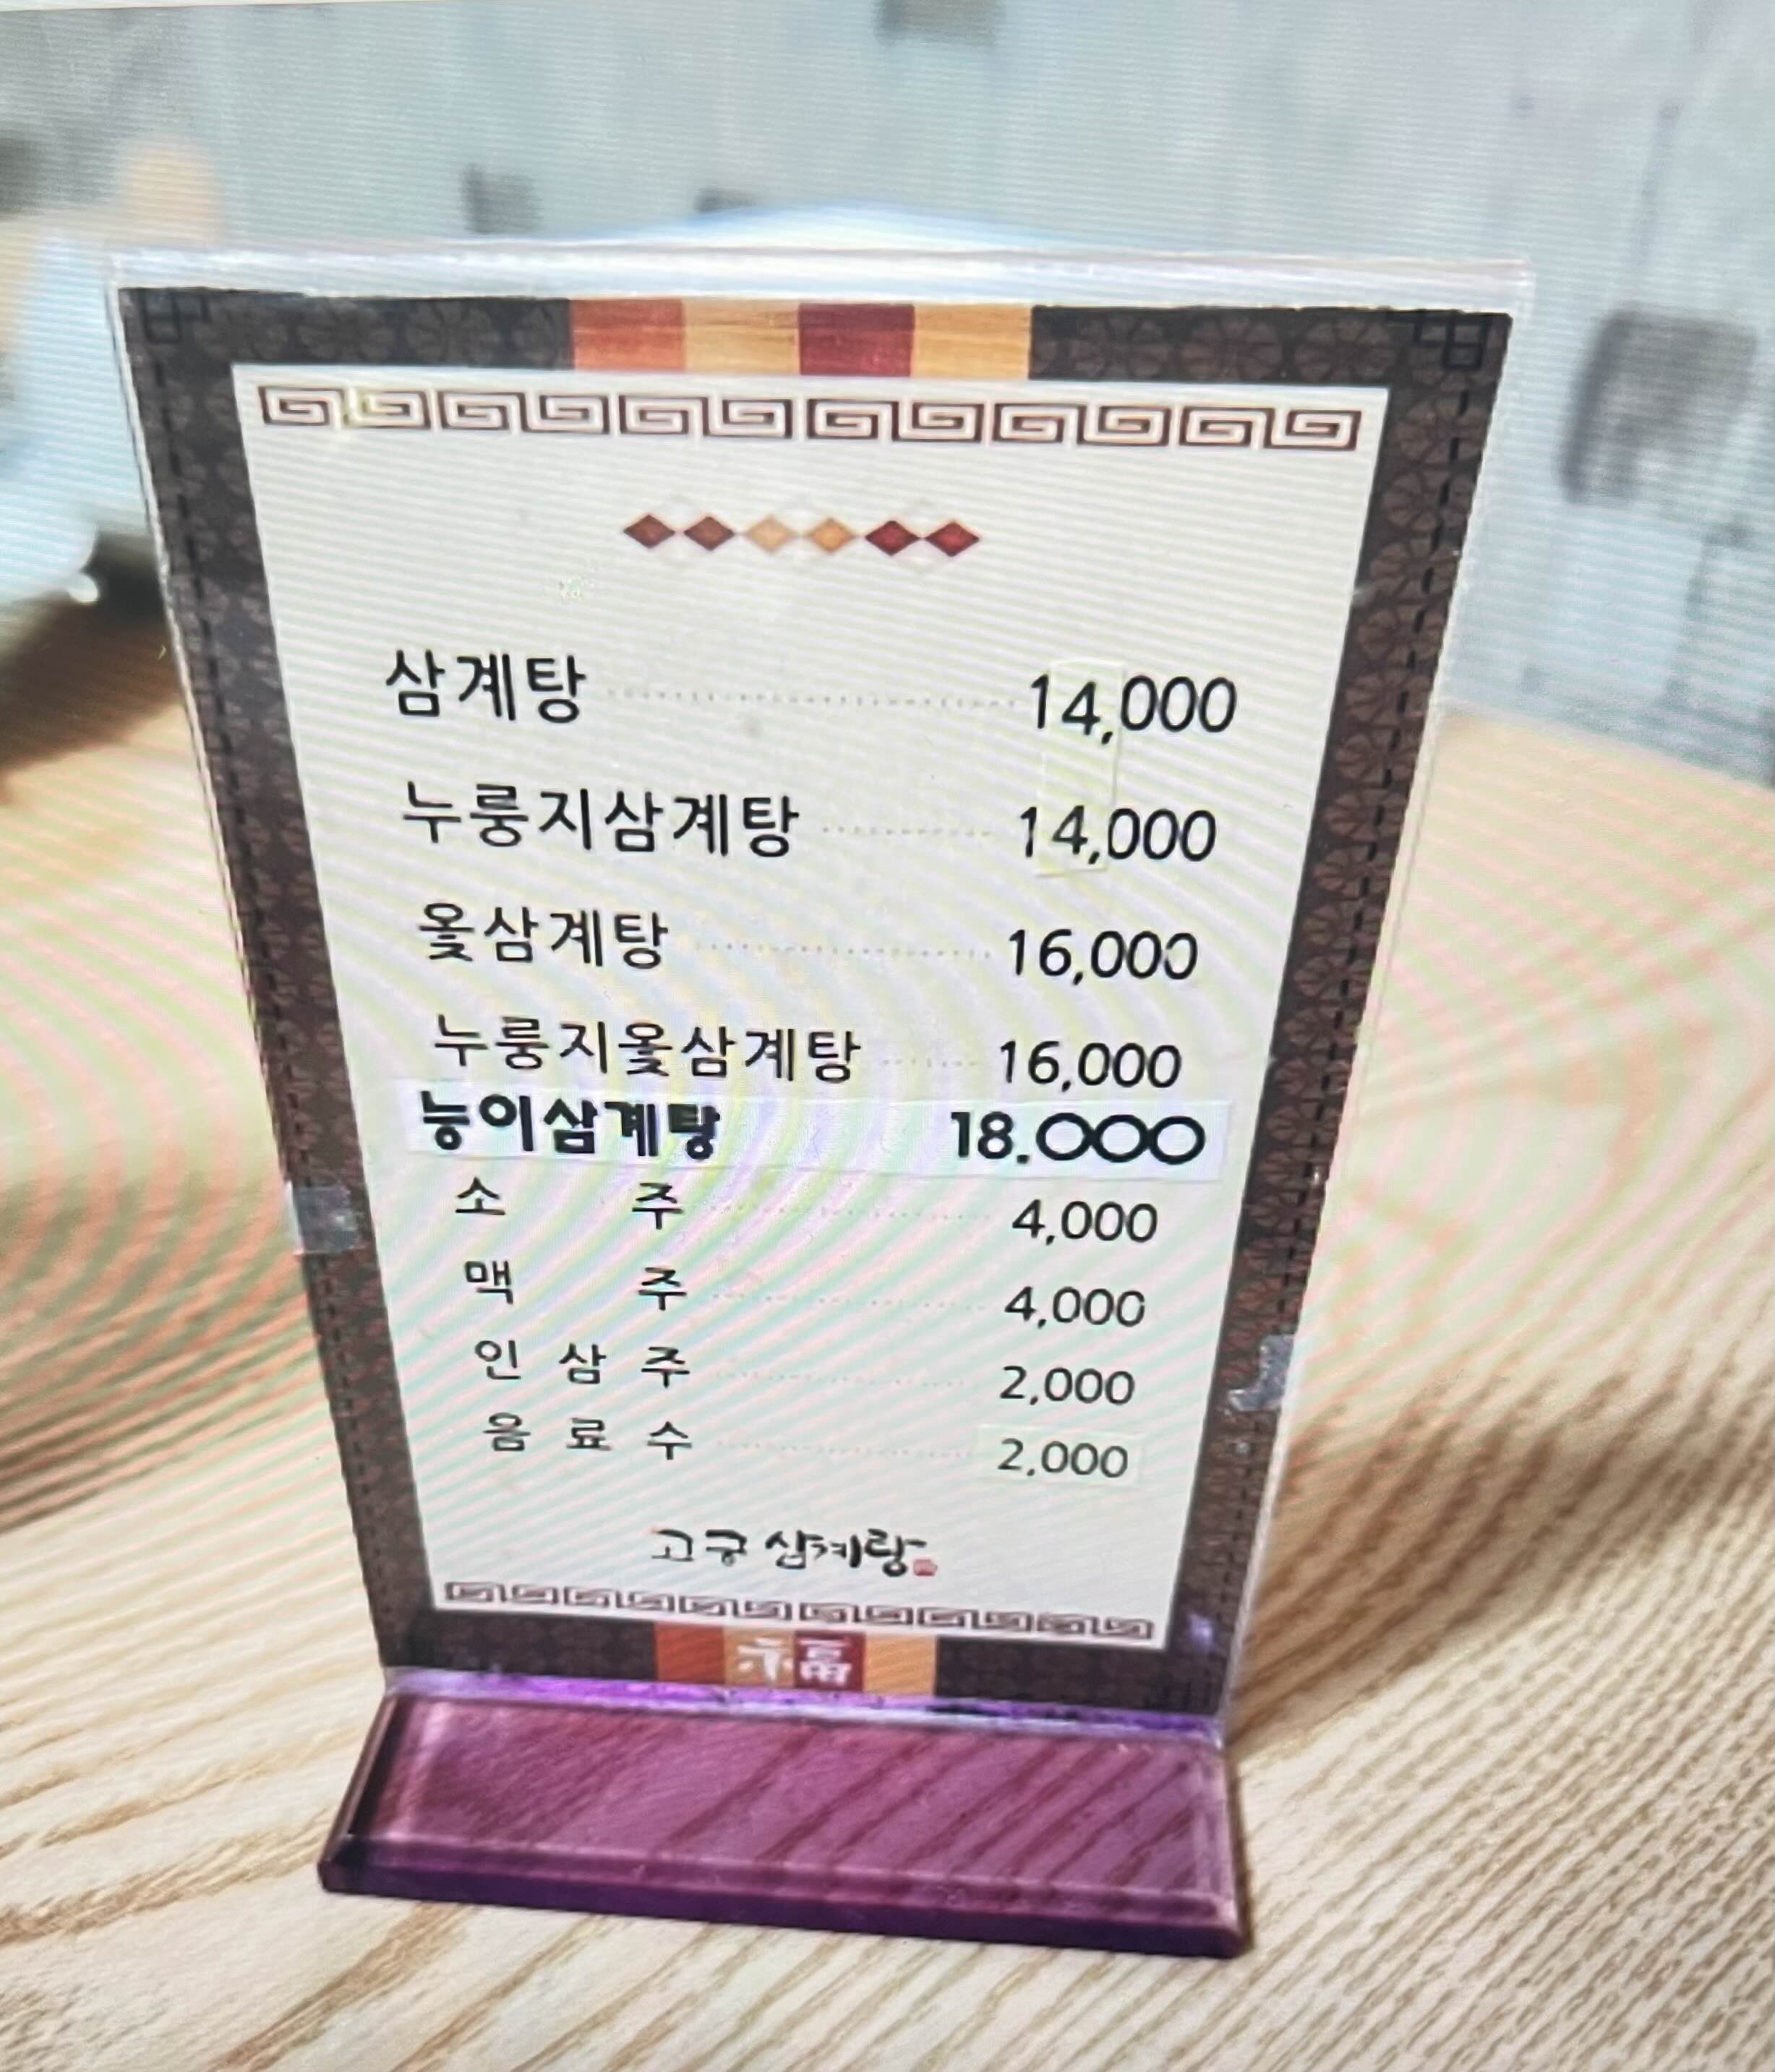 삼계탕 14,000
누룽지삼계탕 14,000
옻삼계탕 16,000
누룽지옻삼계탕 16,000
능이삼계탕 18.000
소 주 4,000
맥 주 4,000
인 삼 주 2,000
음 료 수 2,000
고궁 삼계탕
福